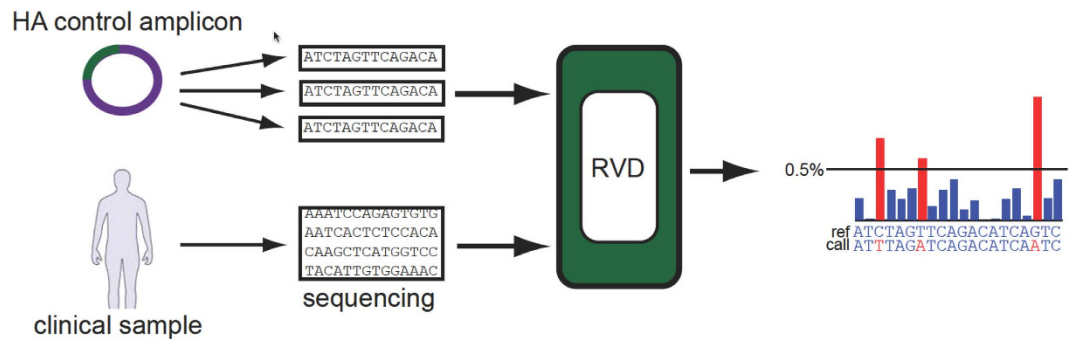 HA control amplicon
ATCTAGTTCAGACA
ATCTAGTTCAGACA
ATCTAGTTCAGACA
RVD
0.5%
ref ATCTAGTTCAGACATCAGTC
call ATTTAGATCAGACATCAATC
AAATCCAGAGTGTG
AATCACTCTCCACA
CAAGCTCATGGTCC
TACATTGTGGAAAC
sequencing
clinical sample